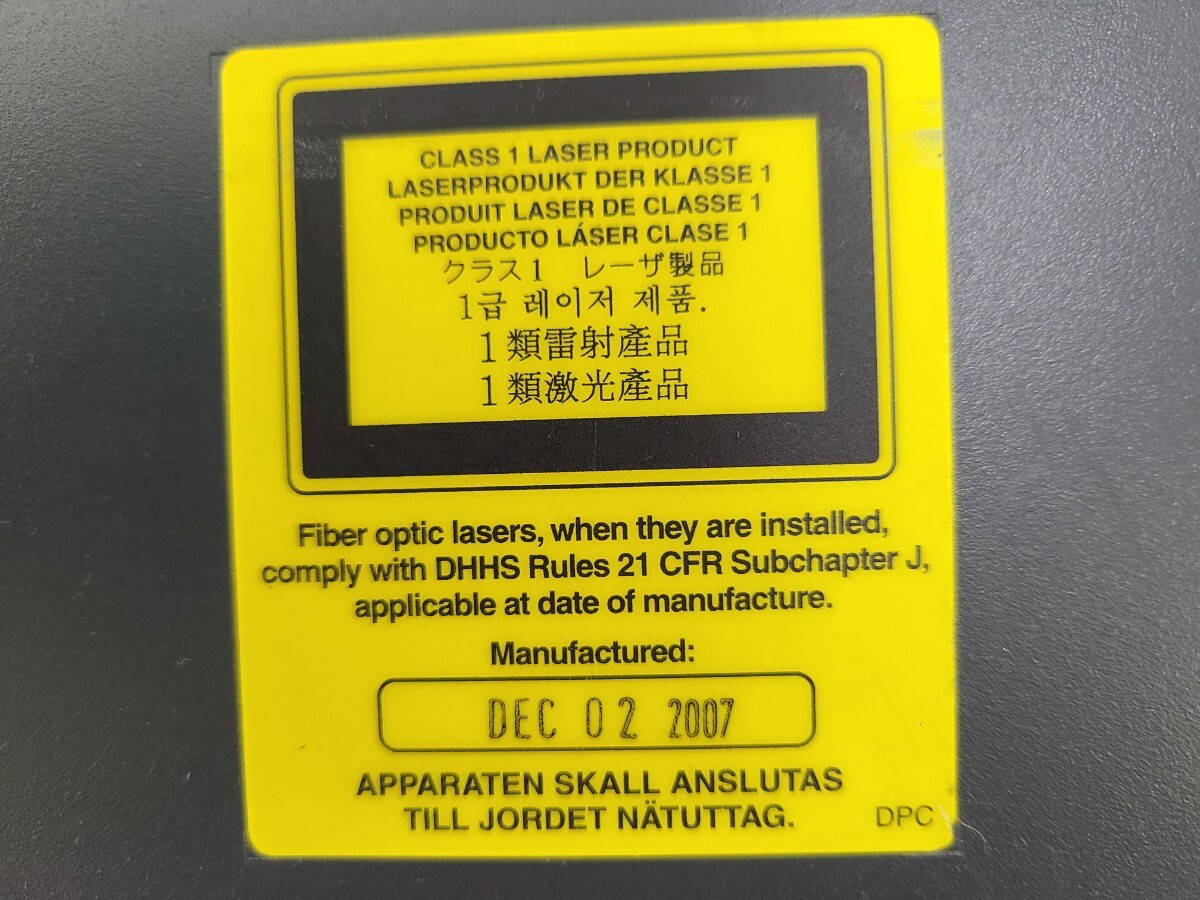 CLASS 1 LASER PRODUCT
LASERPRODUKT DER KLASSE 1
PRODUIT LASER DE CLASSE 1
PRODUCTO LÁSER CLASE 1
クラス1　レーザ製品
1급 레이저 제품.
1類雷射產品
1類激光產品
Fiber optic lasers, when they are installed,
comply with DHHS Rules 21 CFR Subchapter J,
applicable at date of manufacture.
Manufactured:
DEC 02 2007
APPARATEN SKALL ANSLUTAS
TILL JORDET NÄTUTTAG.
DPC